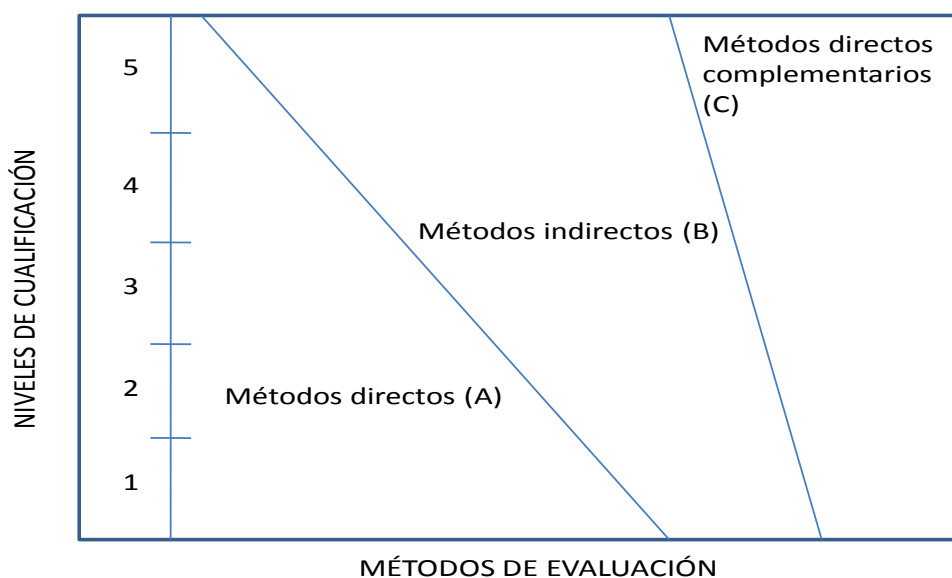 NIVELES DE CUALIFICACIÓN
5
4
3
2
1
Métodos directos
complementarios
(C)
Métodos indirectos (B)
Métodos directos (A)
MÉTODOS DE EVALUACIÓN